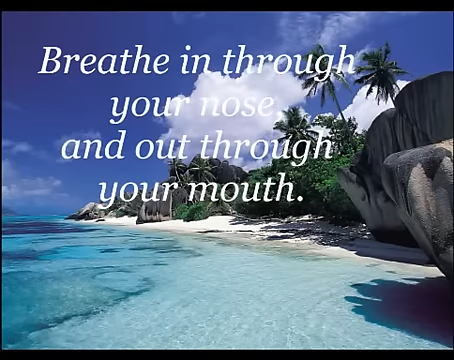 Breathe in through
your nose,
and out through
your mouth.